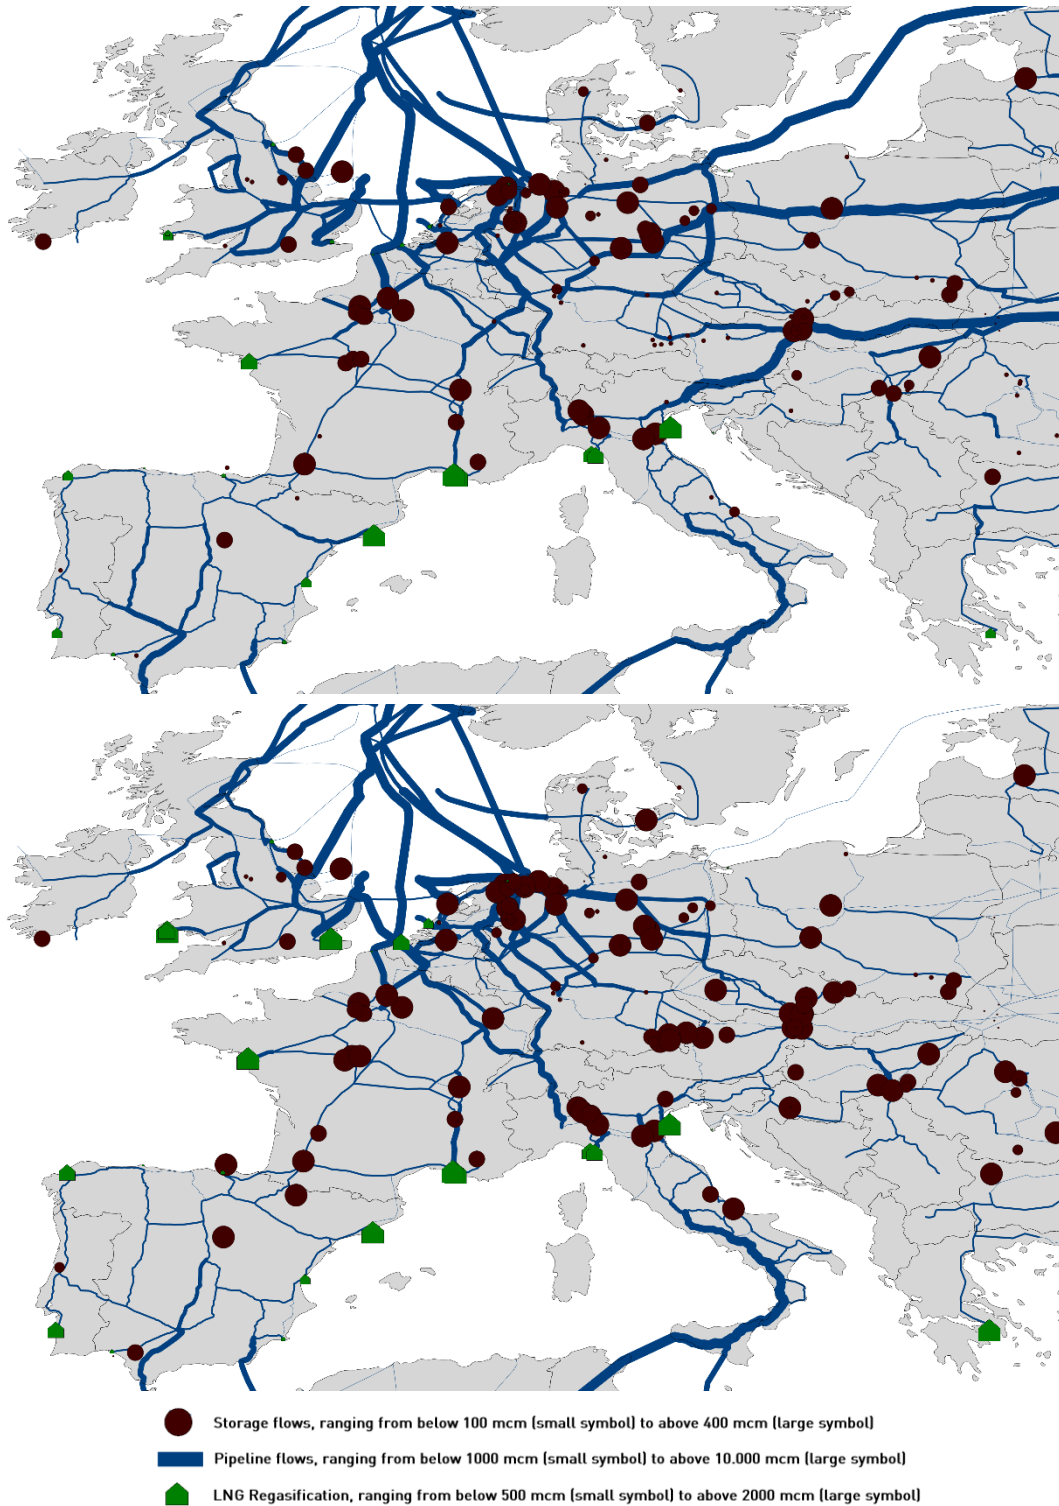 Storage flows, ranging from below 100 mcm (small symbol) to above 400 mcm (large symbol)
Pipeline flows, ranging from below 1000 mcm (small symbol) to above 10.000 mcm (large symbol)
LNG Regasification, ranging from below 500 mcm (small symbol) to above 2000 mcm (large symbol)